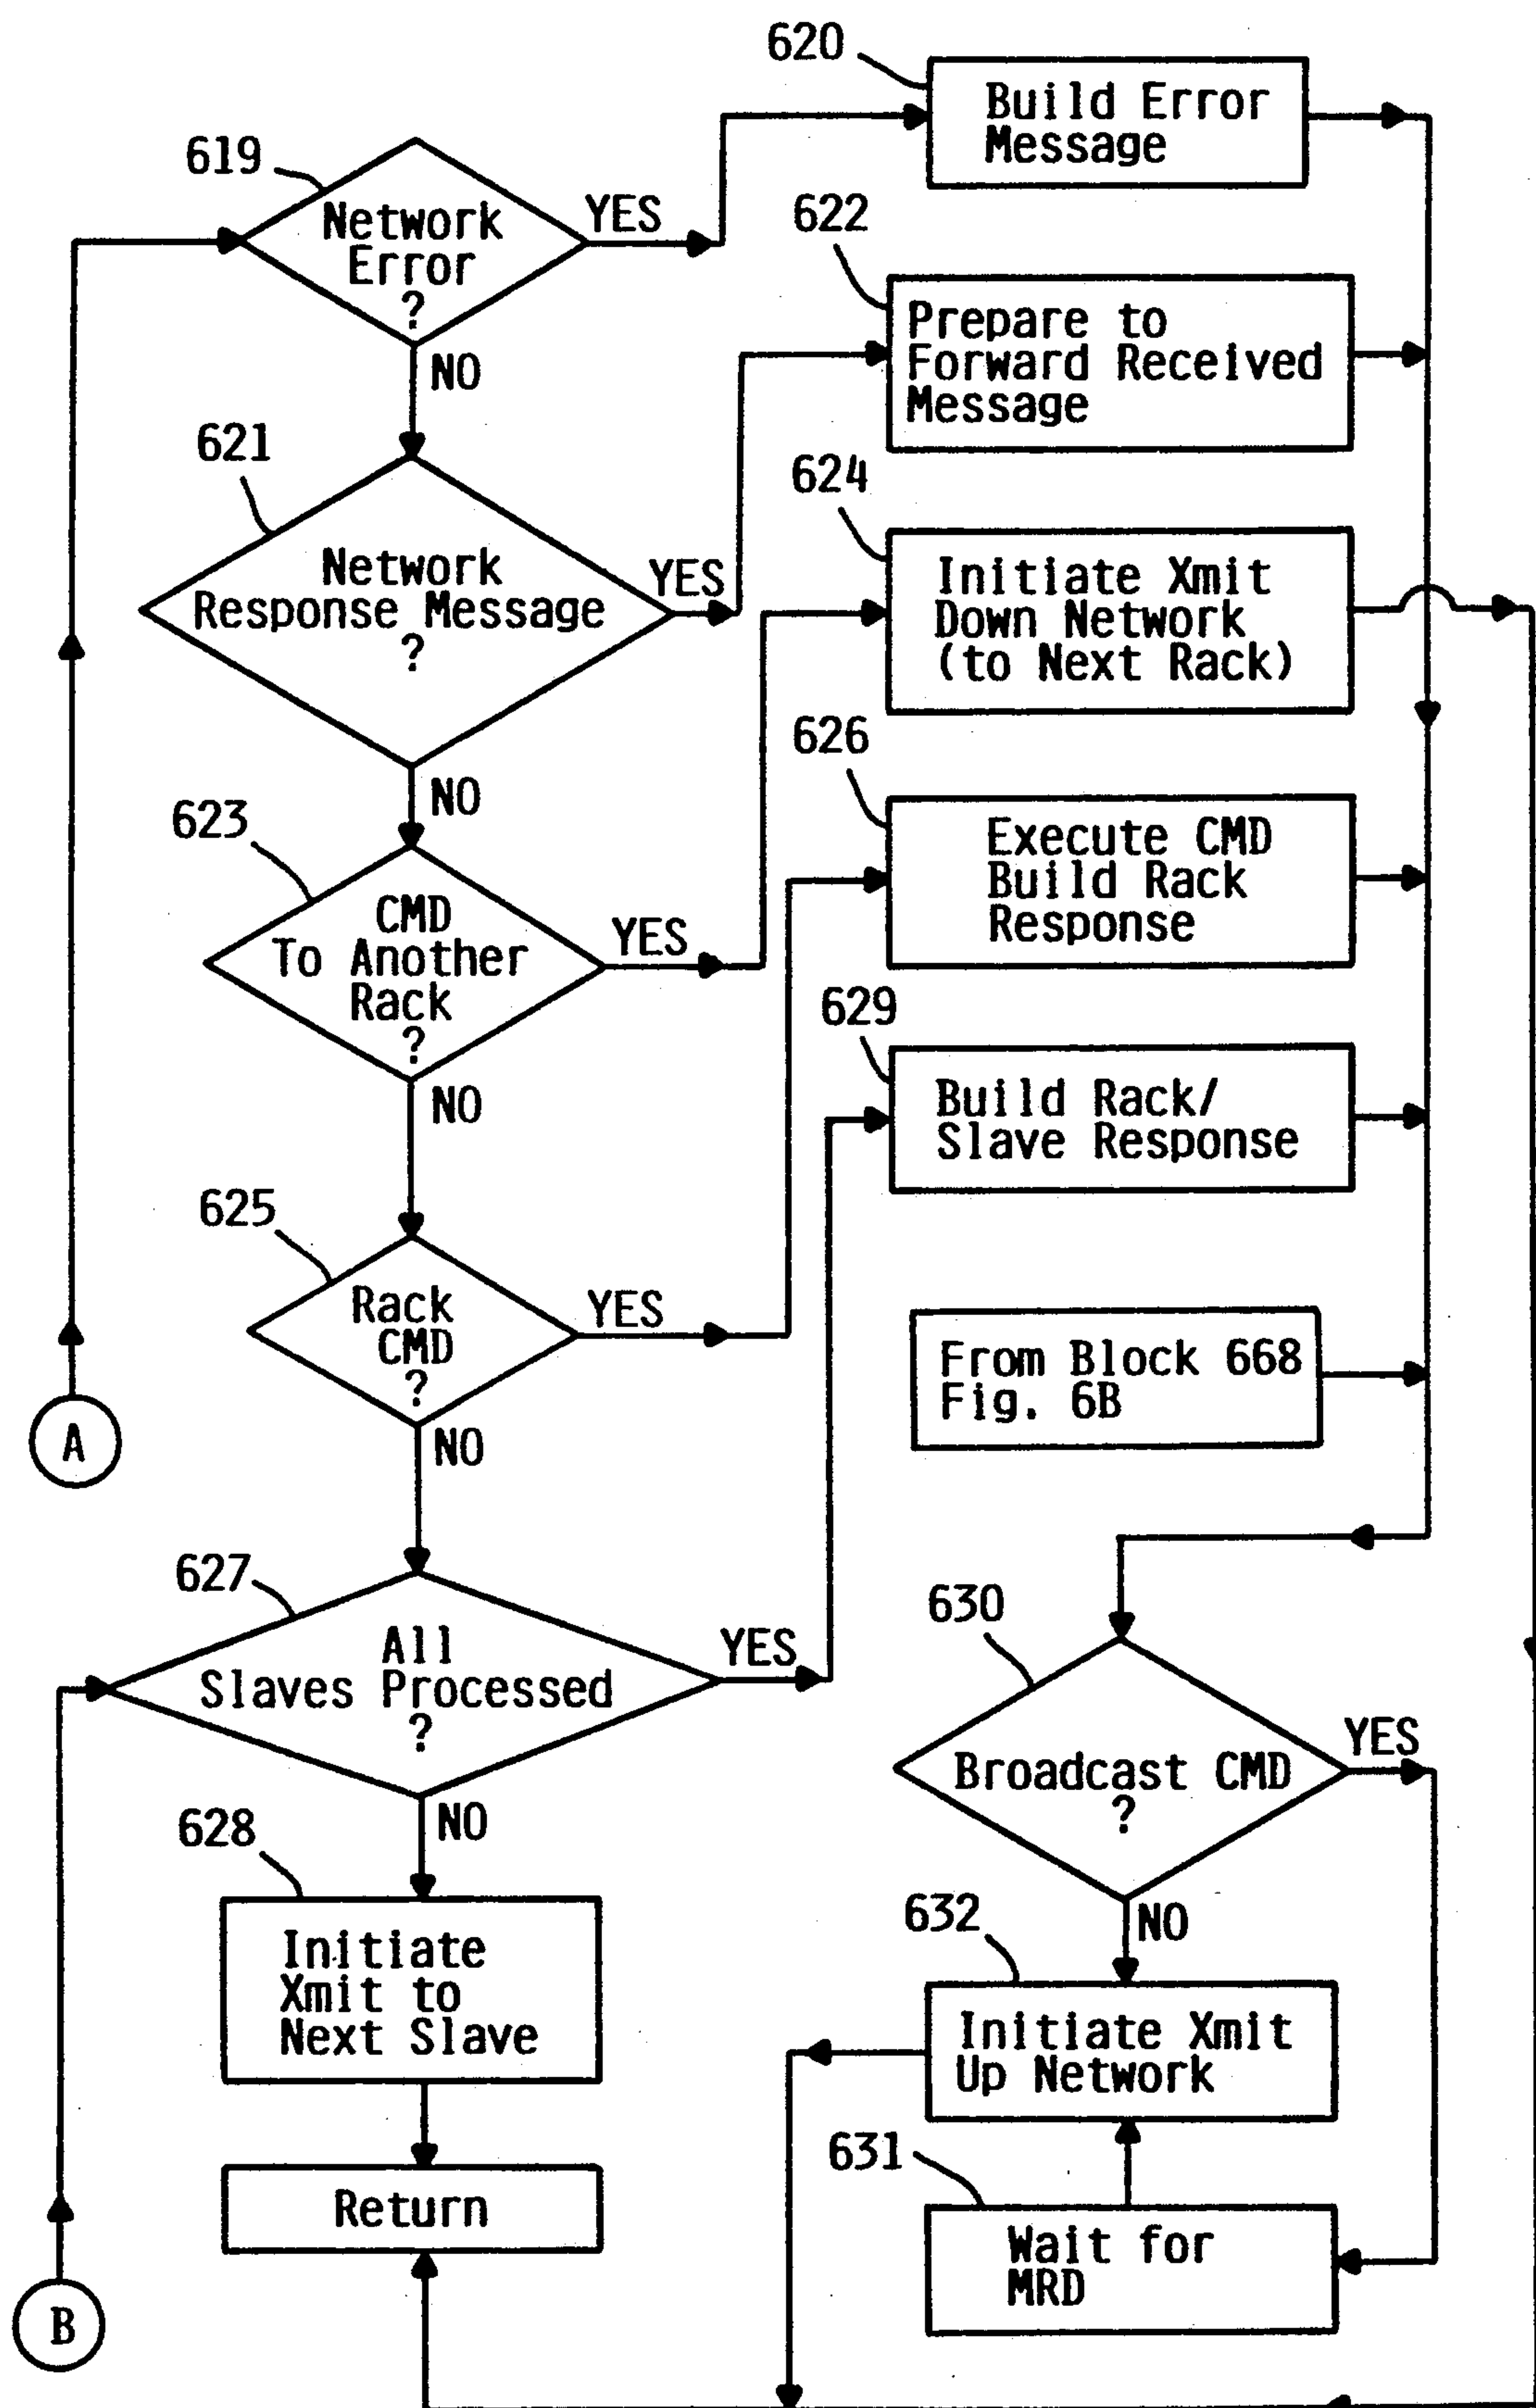 620
Build Error
Message
619
Network
Error
?
YES
NO
622
Prepare to
Forward Received
Message
621
Network
Response Message
?
YES
NO
624
Initiate Xmit
Down Network
(to Next Rack)
623
CMD
To Another
Rack
?
YES
NO
626
Execute CMD
Build Rack
Response
629
Build Rack/
Slave Response
625
Rack
CMD
?
YES
NO
From Block 668
Fig. 6B
A
627
All
Slaves Processed
?
YES
NO
630
Broadcast CMD
?
YES
NO
628
Initiate
Xmit to
Next Slave
632
Initiate Xmit
Up Network
631
Wait for
MRD
Return
B